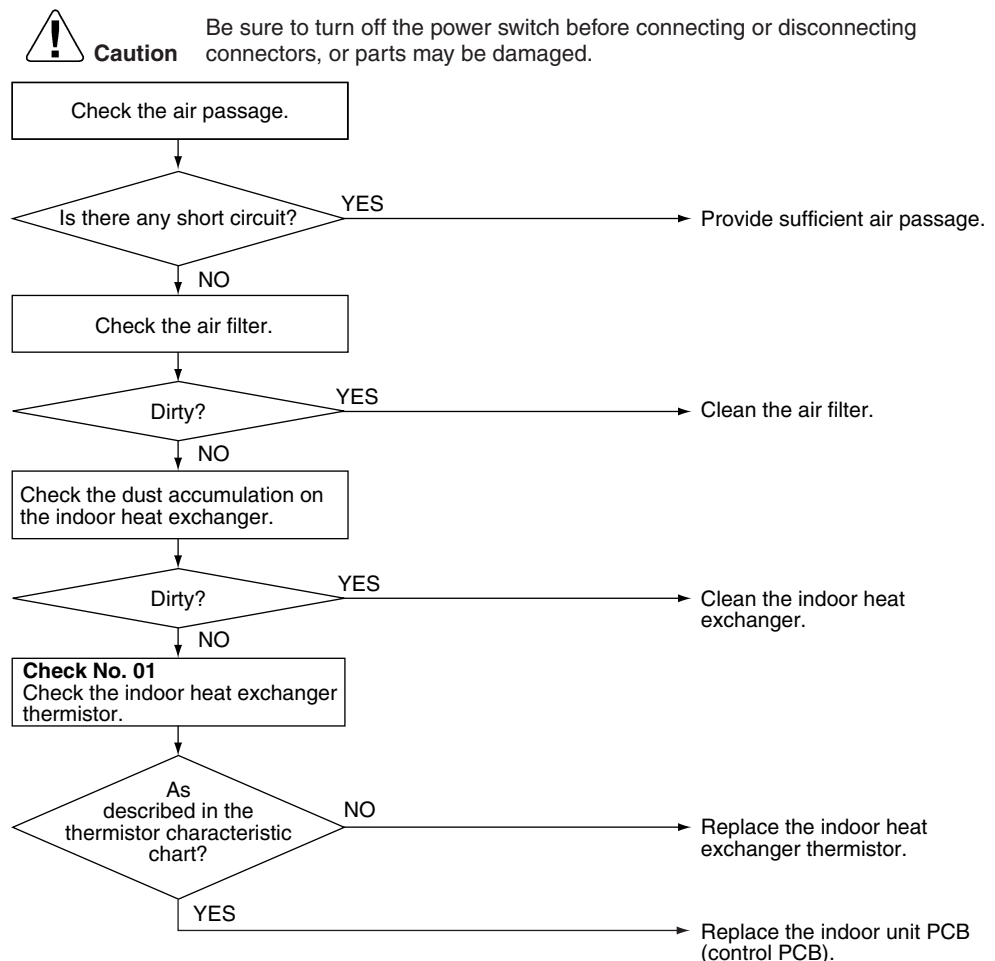 Be sure to turn off the power switch before connecting or disconnecting
Caution connectors, or parts may be damaged.
Check the air passage.
Is there any short circuit?
YES
Provide sufficient air passage.
NO
Check the air filter.
Dirty?
YES
Clean the air filter.
NO
Check the dust accumulation on
the indoor heat exchanger.
Dirty?
YES
Clean the indoor heat
exchanger.
NO
Check No. 01
Check the indoor heat exchanger
thermistor.
As
described in the
thermistor characteristic
chart?
NO
Replace the indoor heat
exchanger thermistor.
YES
Replace the indoor unit PCB
(control PCB).